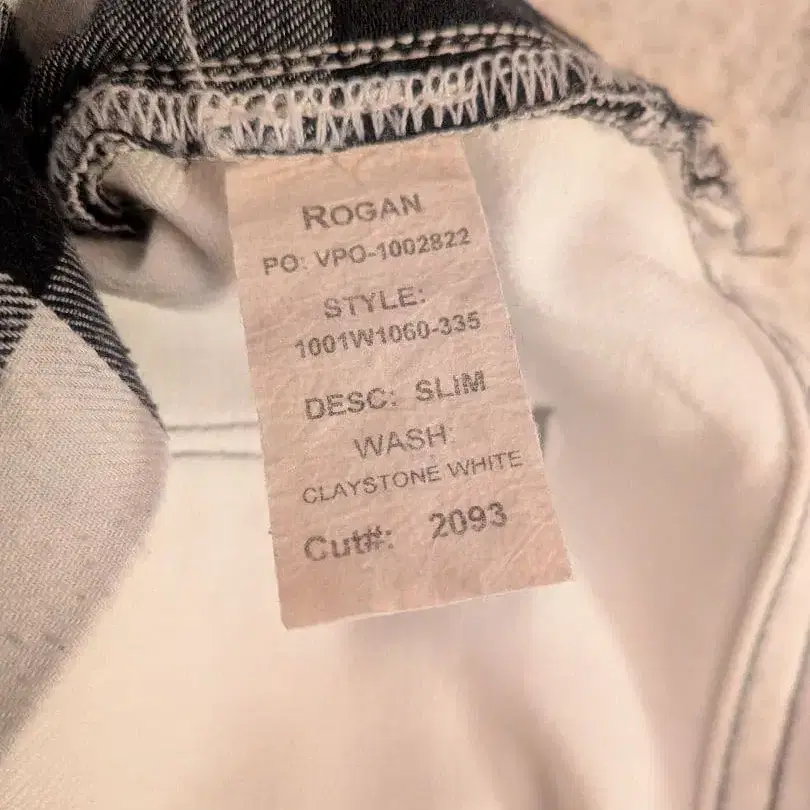 ROGAN
PO: VPO-1002822
STYLE:
1001W1060-335
DESC: SLIM
WASH:
CLAYSTONE WHITE
Cut#: 2093